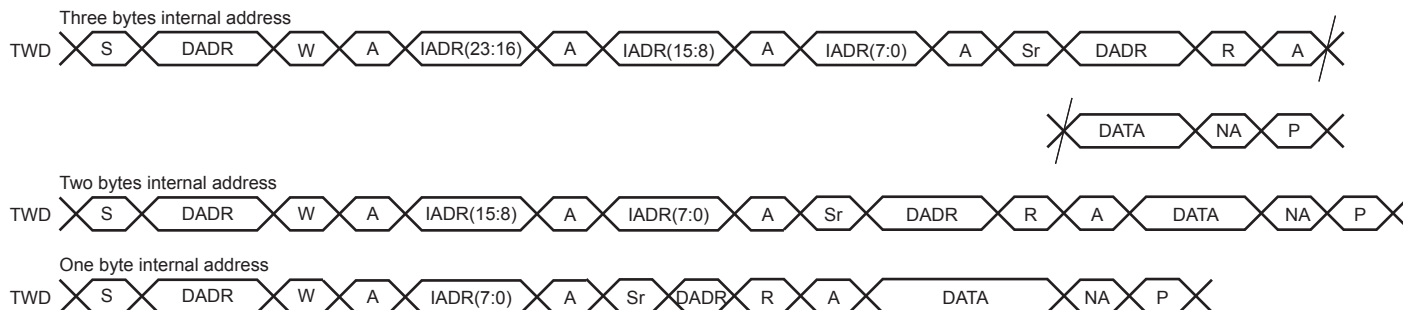 Three bytes internal address
TWD S DADR W A IADR(23:16) A IADR(15:8) A IADR(7:0) A Sr DADR R A
DATA NA P
Two bytes internal address
TWD S DADR W A IADR(15:8) A IADR(7:0) A Sr DADR R A DATA NA P
One byte internal address
TWD S DADR W A IADR(7:0) A Sr DADR R A DATA NA P